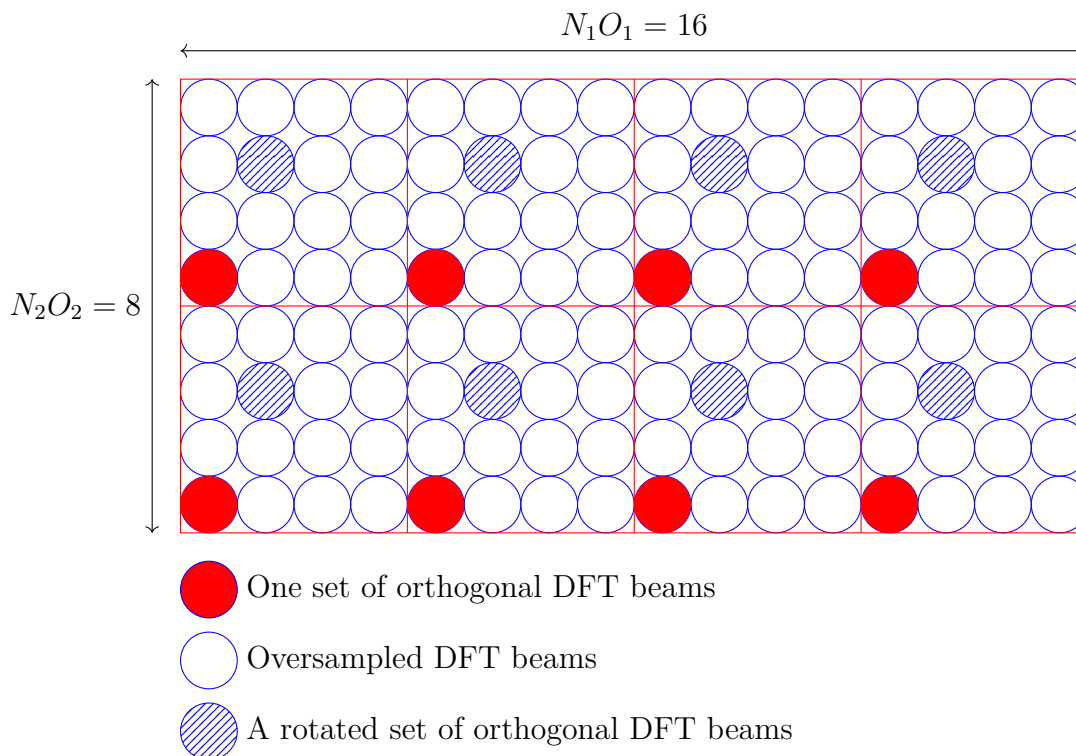 N₁O₁ = 16
N₂O₂ = 8
One set of orthogonal DFT beams
Oversampled DFT beams
A rotated set of orthogonal DFT beams